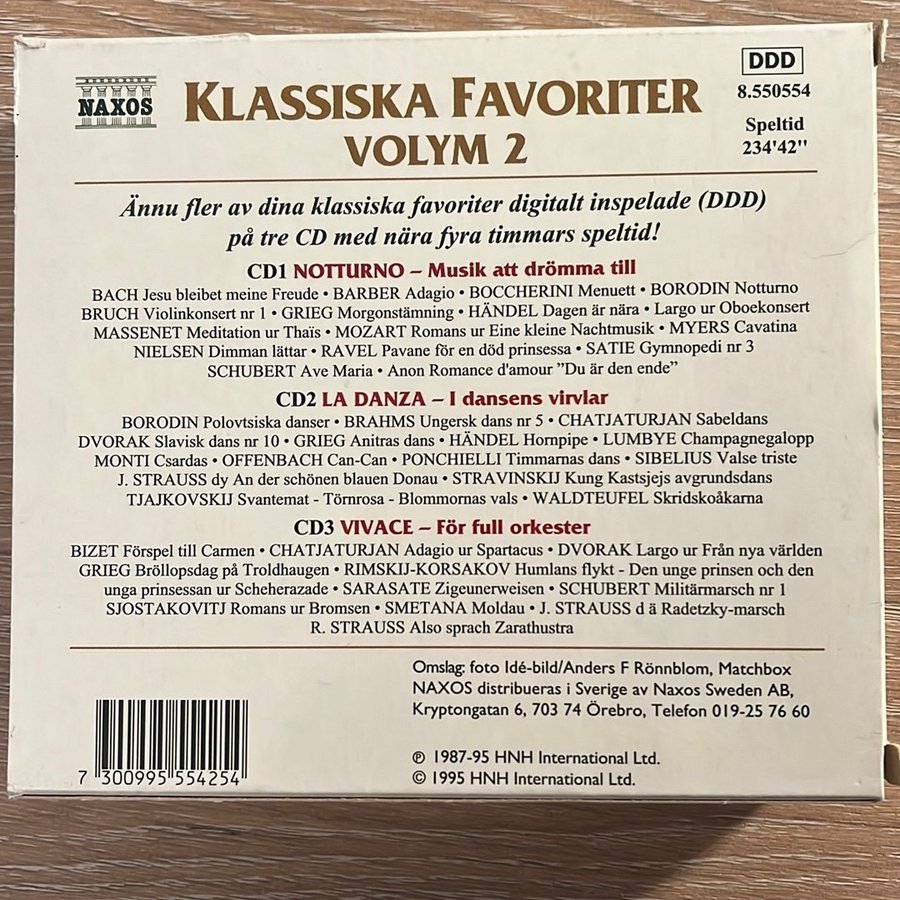 NAXOS
KLASSISKA FAVORITER
VOLYM 2
DDD
8.550554
Speltid
234'42"
Ännu fler av dina klassiska favoriter digitalt inspelade (DDD)
på tre CD med nära fyra timmars speltid!
CD1 NOTTURNO – Musik att drömma till
BACH Jesu bleibet meine Freude • BARBER Adagio • BOCCHERINI Menuett • BORODIN Notturno
BRUCH Violinkonsert nr 1 • GRIEG Morgonstämning • HÄNDEL Dagen är nära • Largo ur Oboekonsert
MASSENET Meditation ur Thaïs • MOZART Romans ur Eine kleine Nachtmusik • MYERS Cavatina
NIELSEN Dimman lättar • RAVEL Pavane för en död prinsessa • SATIE Gymnopedi nr 3
SCHUBERT Ave Maria • Anon Romance d'amour ”Du är den ende”
CD2 LA DANZA – I dansens virvlar
BORODIN Polovtsiska danser • BRAHMS Ungersk dans nr 5 • CHATJATURJAN Sabeldans
DVORAK Slavisk dans nr 10 • GRIEG Anitras dans • HÄNDEL Hornpipe • LUMBYE Champagnegalopp
MONTI Csardas • OFFENBACH Can-Can • PONCHIELLI Timmarnas dans • SIBELIUS Valse triste
J. STRAUSS dy An der schönen blauen Donau • STRAVINSKIJ Kung Kastsjejs avgrundsdans
TJAJKOVSKIJ Svantemat - Törnrosa - Blommornas vals • WALDTEUFEL Skridskoåkarna
CD3 VIVACE – För full orkester
BIZET Förspel till Carmen • CHATJATURJAN Adagio ur Spartacus • DVORAK Largo ur Från nya världen
GRIEG Bröllopsdag på Troldhaugen • RIMSKIJ-KORSAKOV Humlans flykt - Den unge prinsen och den
unga prinsessan ur Scheherazade • SARASATE Zigeunerweisen • SCHUBERT Militärmarsch nr 1
SJOSTAKOVITJ Romans ur Bromsen • SMETANA Moldau • J. STRAUSS d ä Radetzky-marsch
R. STRAUSS Also sprach Zarathustra
Omslag: foto Idé-bild/Anders F Rönnblom, Matchbox
NAXOS distribueras i Sverige av Naxos Sweden AB,
Kryptongatan 6, 703 74 Örebro, Telefon 019-25 76 60
℗ 1987-95 HNH International Ltd.
© 1995 HNH International Ltd.
7 300995 554254